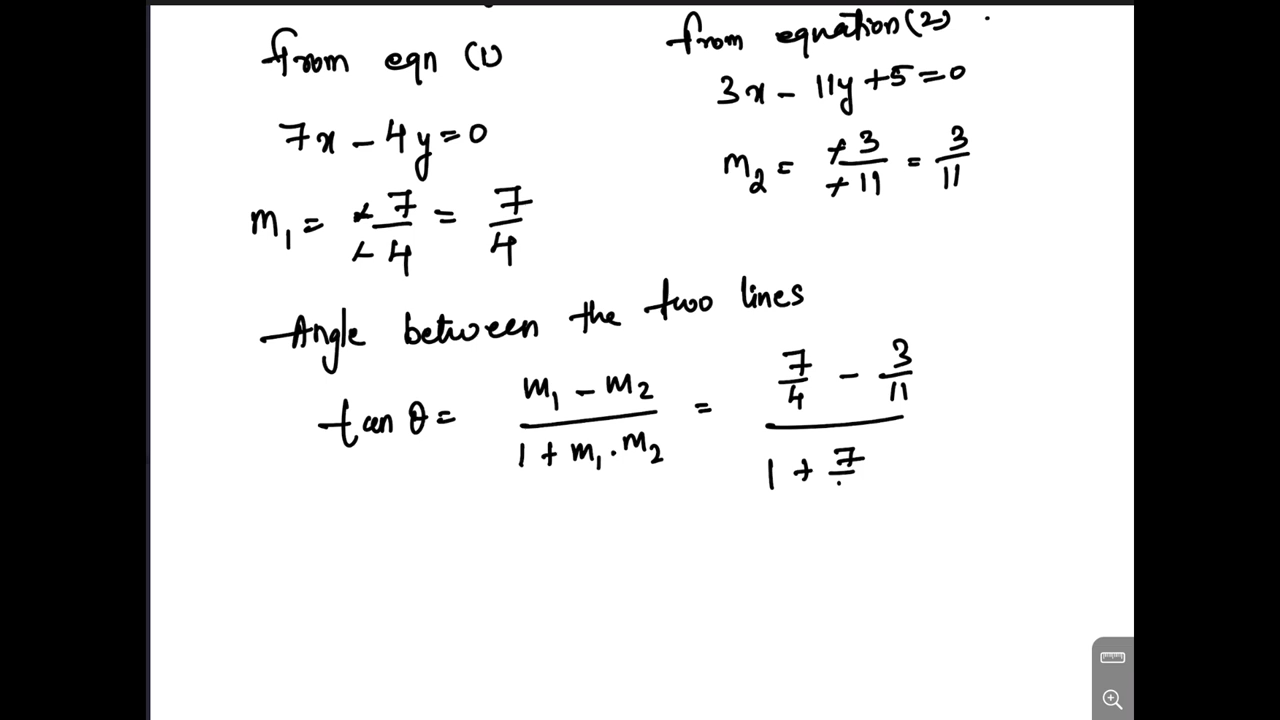 from eqn (1)
7x - 4y = 0
m₁ = -7/-4 = 7/4
from equation (2)
3x - 11y + 5 = 0
m₂ = +3/+11 = 3/11
Angle between the two lines
tan θ = (m₁ - m₂)/(1 + m₁ . m₂) = (7/4 - 3/11)/(1 + 7/